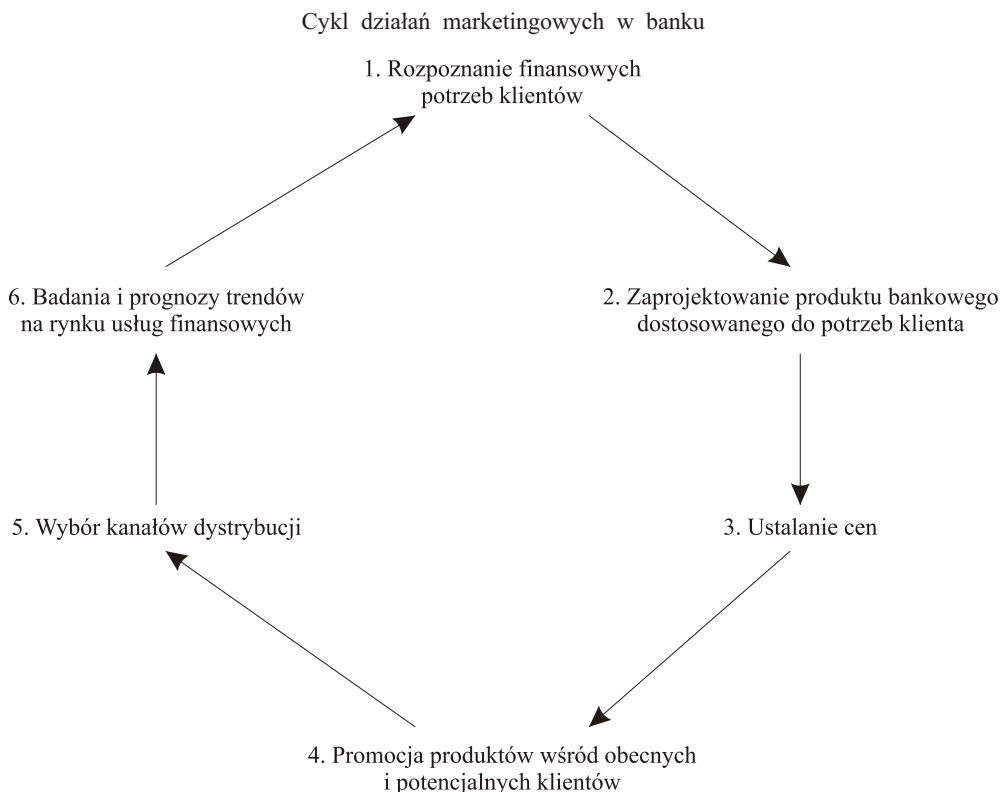 Cykl działań marketingowych w banku
1. Rozpoznanie finansowych
potrzeb klientów
6. Badania i prognozy trendów
na rynku usług finansowych
2. Zaprojektowanie produktu bankowego
dostosowanego do potrzeb klienta
5. Wybór kanałów dystrybucji
3. Ustalanie cen
4. Promocja produktów wśród obecnych
i potencjalnych klientów